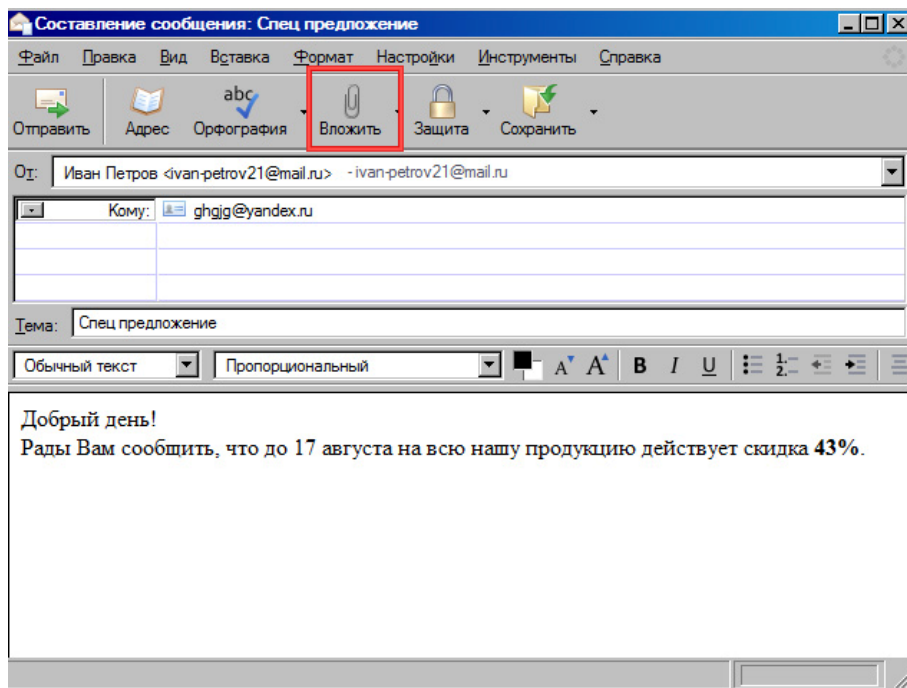 Составление сообщения: Спец предложение
Файл Правка Вид Вставка Формат Настройки Инструменты Справка
abc
Отправить Адрес Орфография Вложить Защита Сохранить
От: Иван Петров <ivan-petrov21@mail.ru> - ivan-petrov21@mail.ru
Кому: ghgjg@yandex.ru
Тема: Спец предложение
Обычный текст Пропорциональный A A B I U
Добрый день!
Рады Вам сообщить, что до 17 августа на всю нашу продукцию действует скидка 43%.